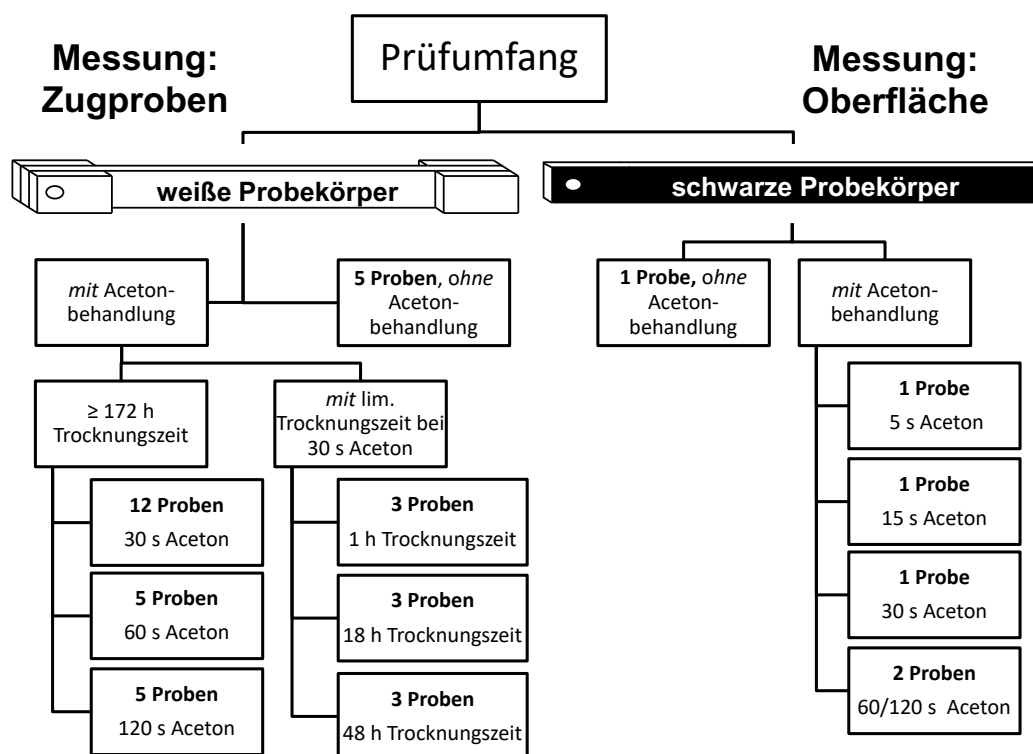 Prüfumfang
Messung:
Zugproben
Messung:
Oberfläche
weiße Probekörper
schwarze Probekörper
mit Aceton-
behandlung
5 Proben, ohne
Aceton-
behandlung
1 Probe, ohne
Aceton-
behandlung
mit Aceton-
behandlung
≥ 172 h
Trocknungszeit
mit lim.
Trocknungszeit bei
30 s Aceton
12 Proben
30 s Aceton
5 Proben
60 s Aceton
5 Proben
120 s Aceton
3 Proben
1 h Trocknungszeit
3 Proben
18 h Trocknungszeit
3 Proben
48 h Trocknungszeit
1 Probe
5 s Aceton
1 Probe
15 s Aceton
1 Probe
30 s Aceton
2 Proben
60/120 s Aceton